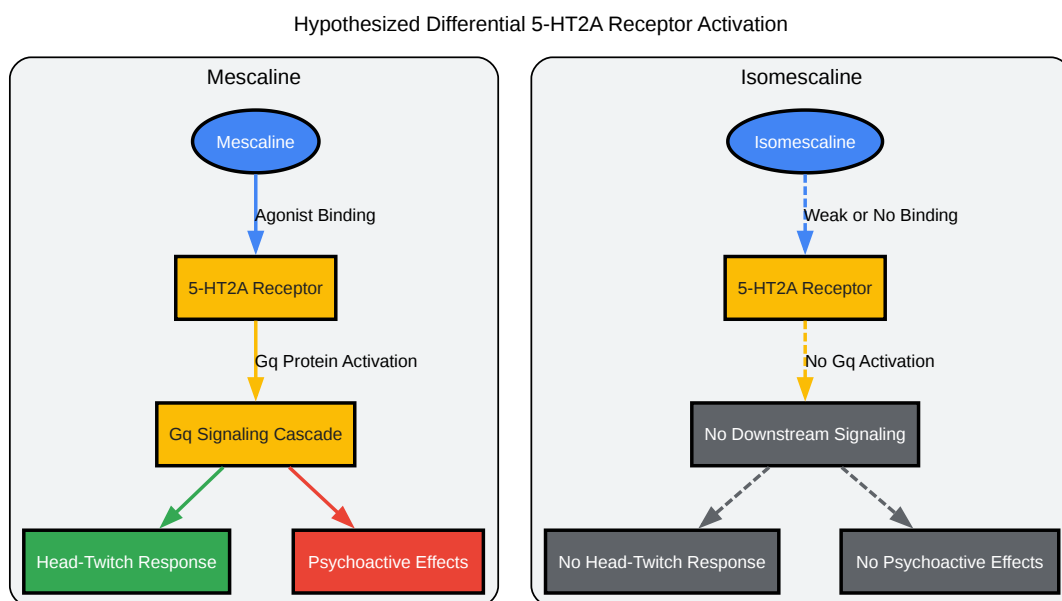 Hypothesized Differential 5-HT2A Receptor Activation
Mescaline
Mescaline
Agonist Binding
5-HT2A Receptor
Gq Protein Activation
Gq Signaling Cascade
Head-Twitch Response
Psychoactive Effects
Isomescaline
Isomescaline
Weak or No Binding
5-HT2A Receptor
No Gq Activation
No Downstream Signaling
No Head-Twitch Response
No Psychoactive Effects